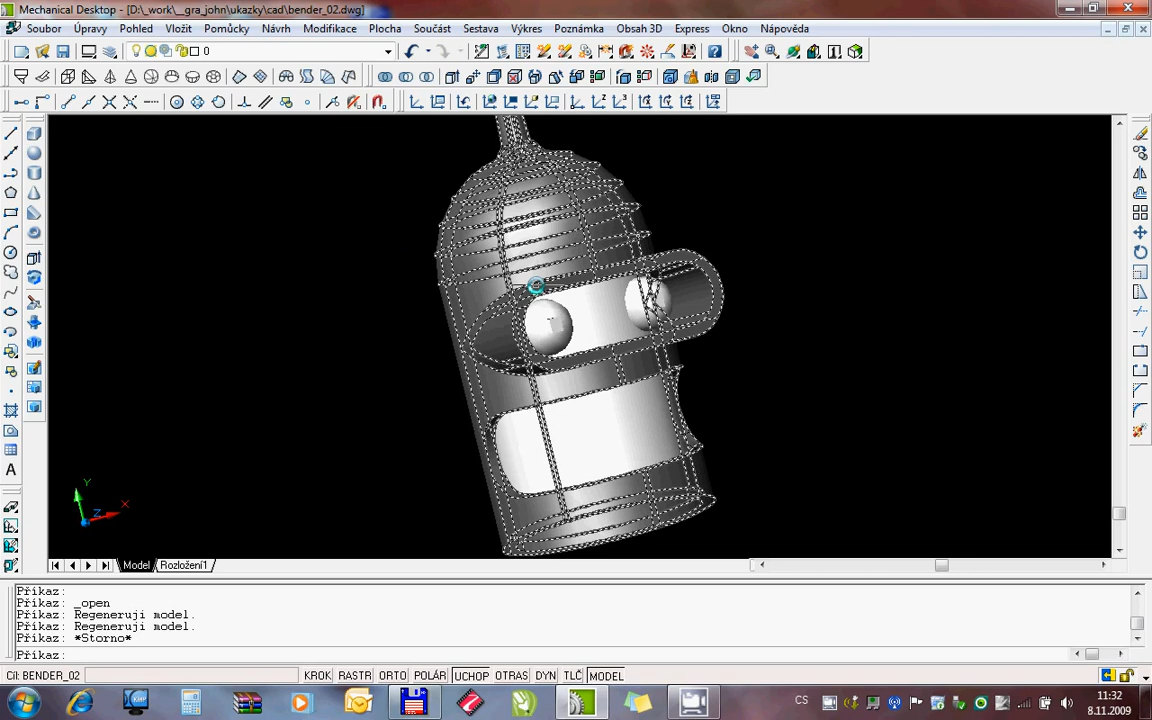 Mechanical Desktop - [D:\_work\__gra_john\ukazky\cad\bender_02.dwg]
Soubor Úpravy Pohled Vložit Pomůcky Návrh Modifikace Plocha Součást Sestava Výkres Poznámka Obsah 3D Express Okno Nápověda
0
A
Y
X
Z
Model Rozložení1
Příkaz:
Příkaz: _open
Příkaz: Regeneruji model.
Příkaz: Regeneruji model.
Příkaz: *Storno*
Příkaz:
Cíl: BENDER_02 KROK RASTR ORTO POLÁR UCHOP OTRAS DYN TLČ MODEL
CS
11:32
8.11.2009